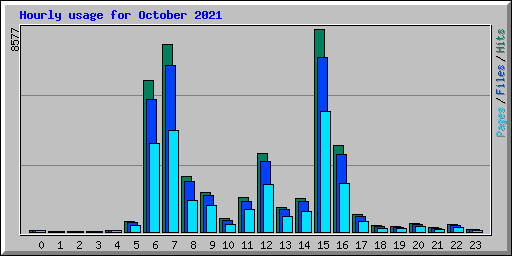 Hourly usage for October 2021
8577
Pages/Files/Hits
0 1 2 3 4 5 6 7 8 9 10 11 12 13 14 15 16 17 18 19 20 21 22 23